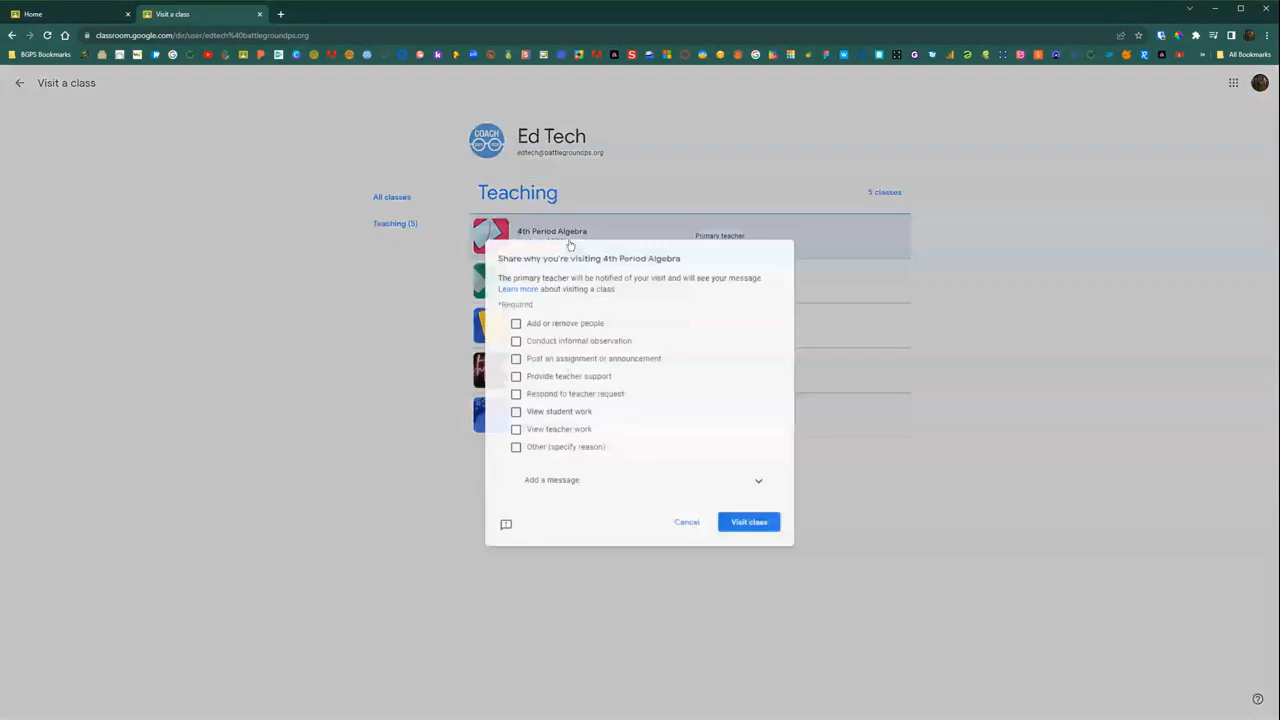 Home
Visit a class
classroom.google.com/dir/user/edtech%40battlegroundps.org
BGPS Bookmarks
All Bookmarks
Visit a class
COACH
Ed Tech
edtech@battlegroundps.org
All classes
Teaching
5 classes
Teaching (5)
4th Period Algebra
Primary teacher
Share why you're visiting 4th Period Algebra
The primary teacher will be notified of your visit and will see your message.
Learn more about visiting a class
*Required
Add or remove people
Conduct informal observation
Post an assignment or announcement
Provide teacher support
Respond to teacher request
View student work
View teacher work
Other (specify reason)
Add a message
Cancel
Visit class